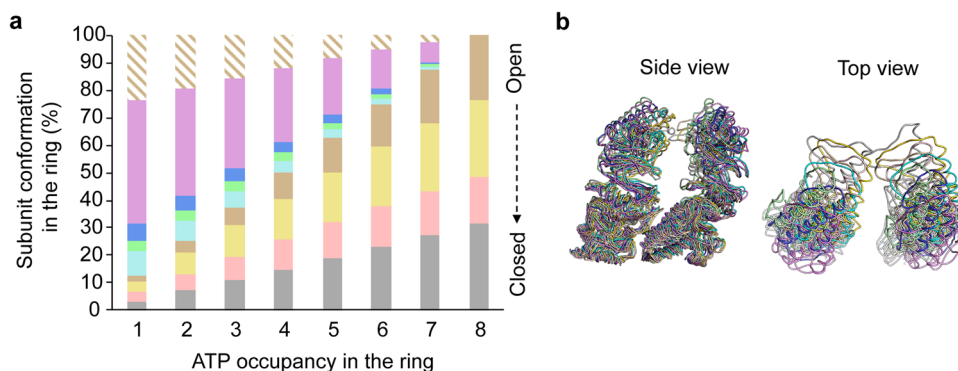 a
Subunit conformation
in the ring (%)
100
90
80
70
60
50
40
30
20
10
0
1 2 3 4 5 6 7 8
ATP occupancy in the ring
Open
Closed
b
Side view
Top view